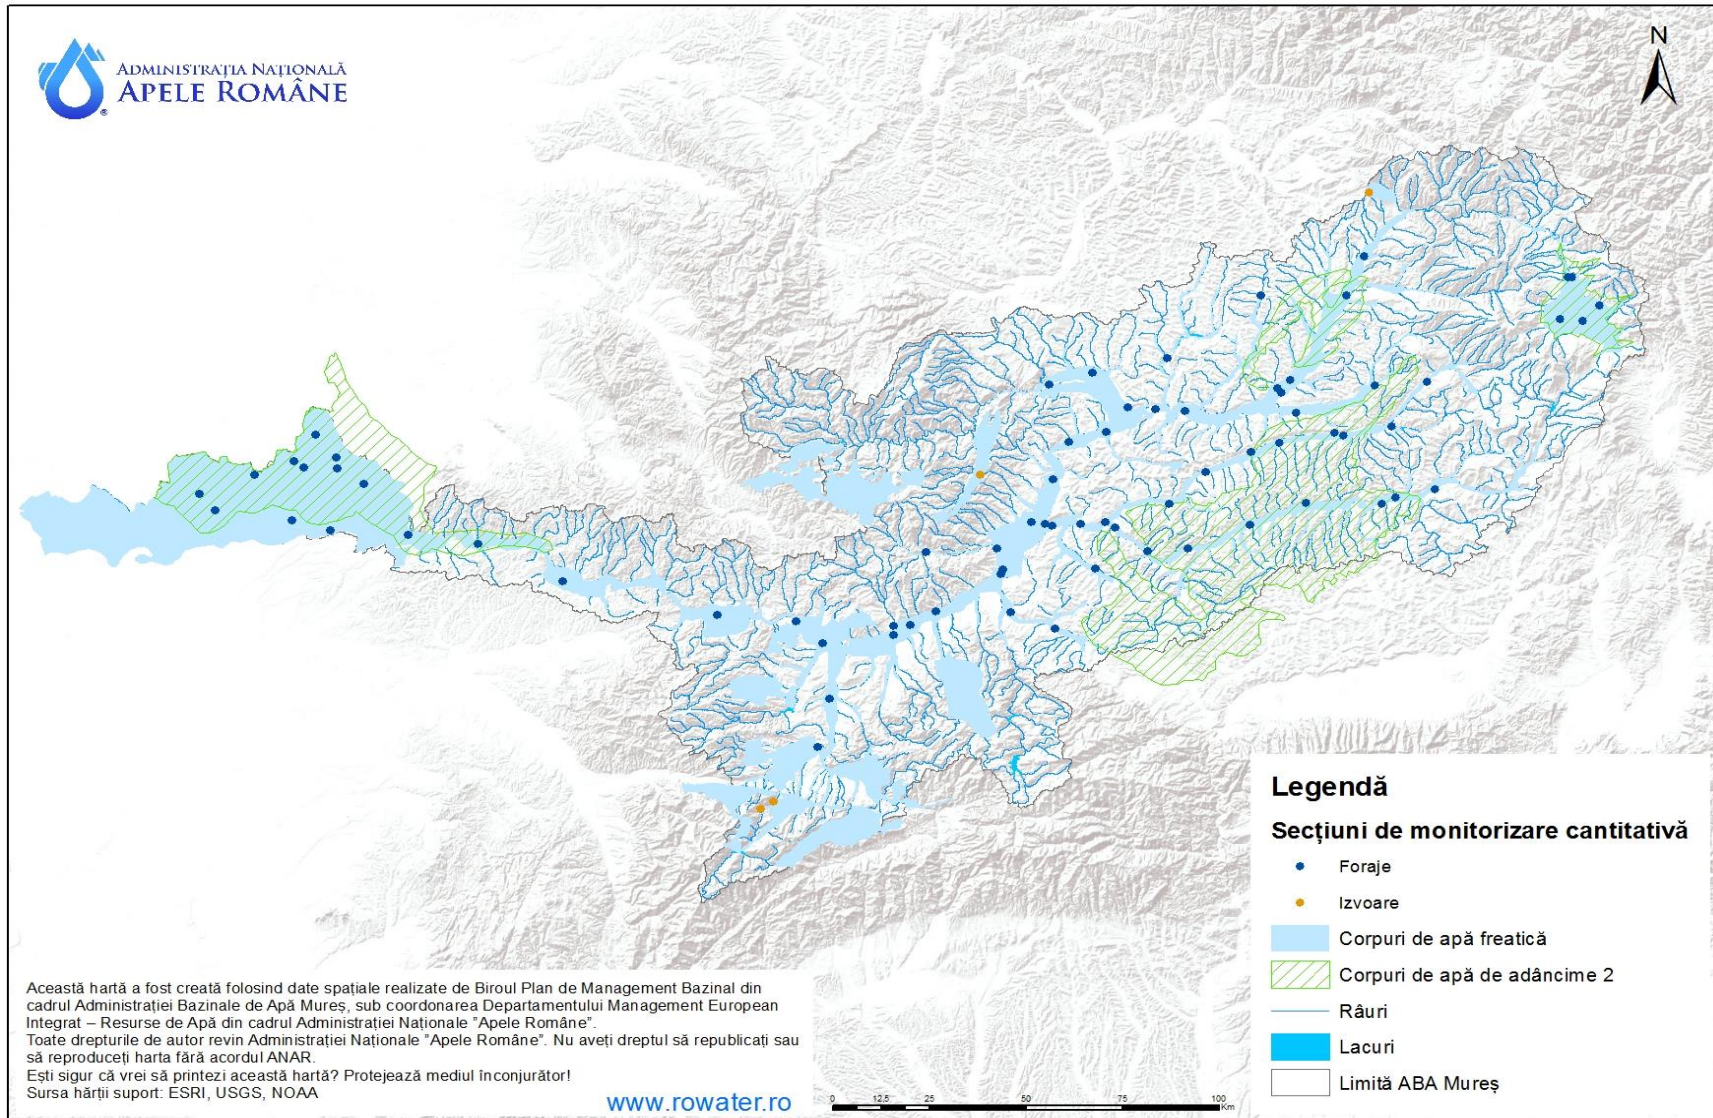 ADMINISTRAȚIA NAȚIONALĂ
APELE ROMÂNE
®
N
Legendă
Secțiuni de monitorizare cantitativă
Foraje
Izvoare
Corpuri de apă freatică
Corpuri de apă de adâncime 2
Râuri
Lacuri
Limită ABA Mureș
Această hartă a fost creată folosind date spațiale realizate de Biroul Plan de Management Bazinal din
cadrul Administrației Bazinale de Apă Mureș, sub coordonarea Departamentului Management European
Integrat – Resurse de Apă din cadrul Administrației Naționale "Apele Române".
Toate drepturile de autor revin Administrației Naționale "Apele Române". Nu aveți dreptul să republicați sau
să reproduceți harta fără acordul ANAR.
Ești sigur că vrei să printezi această hartă? Protejează mediul înconjurător!
Sursa hărții suport: ESRI, USGS, NOAA
www.rowater.ro
0 12,5 25 50 75 100
Km